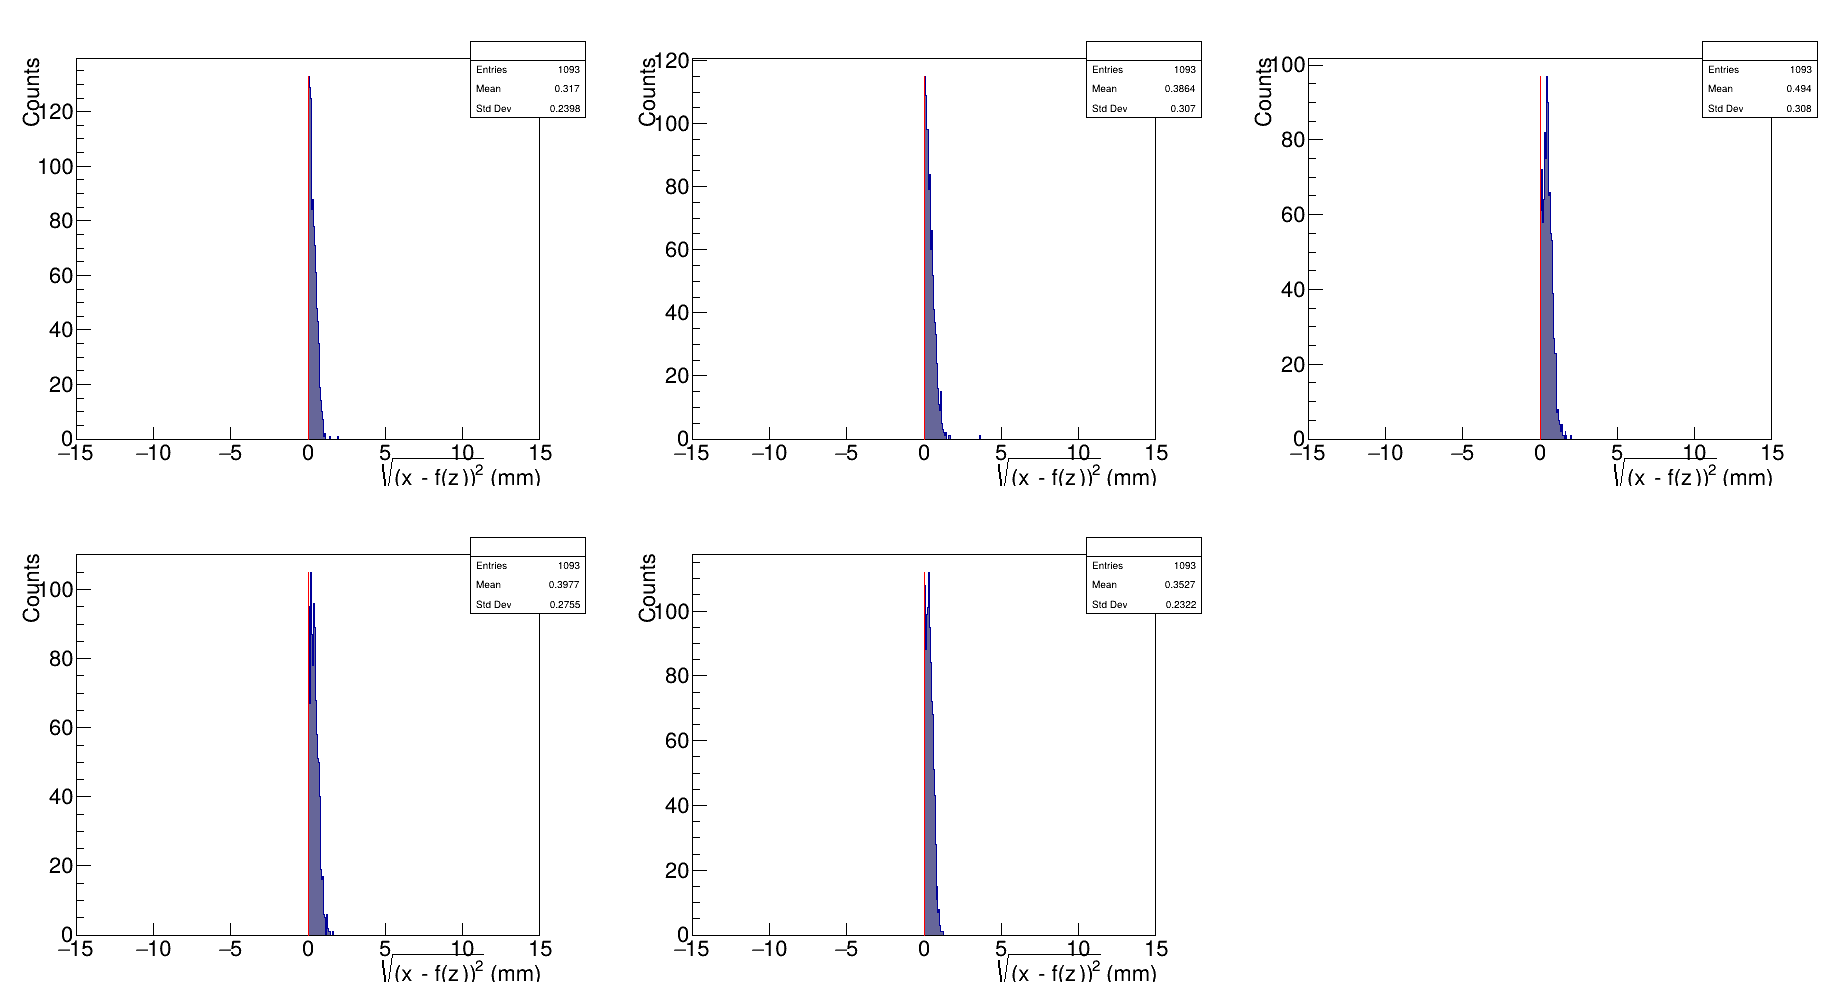 Counts
Entries 1093
Mean 0.317
Std Dev 0.2398
120
100
80
60
40
20
0
−15 −10 −5 0 5 10 15
√(x - f(z))² (mm)
Counts
Entries 1093
Mean 0.3864
Std Dev 0.307
120
100
80
60
40
20
0
−15 −10 −5 0 5 10 15
√(x - f(z))² (mm)
Counts
Entries 1093
Mean 0.494
Std Dev 0.308
100
80
60
40
20
0
−15 −10 −5 0 5 10 15
√(x - f(z))² (mm)
Counts
Entries 1093
Mean 0.3977
Std Dev 0.2755
100
80
60
40
20
0
−15 −10 −5 0 5 10 15
√(x - f(z))² (mm)
Counts
Entries 1093
Mean 0.3527
Std Dev 0.2322
100
80
60
40
20
0
−15 −10 −5 0 5 10 15
√(x - f(z))² (mm)